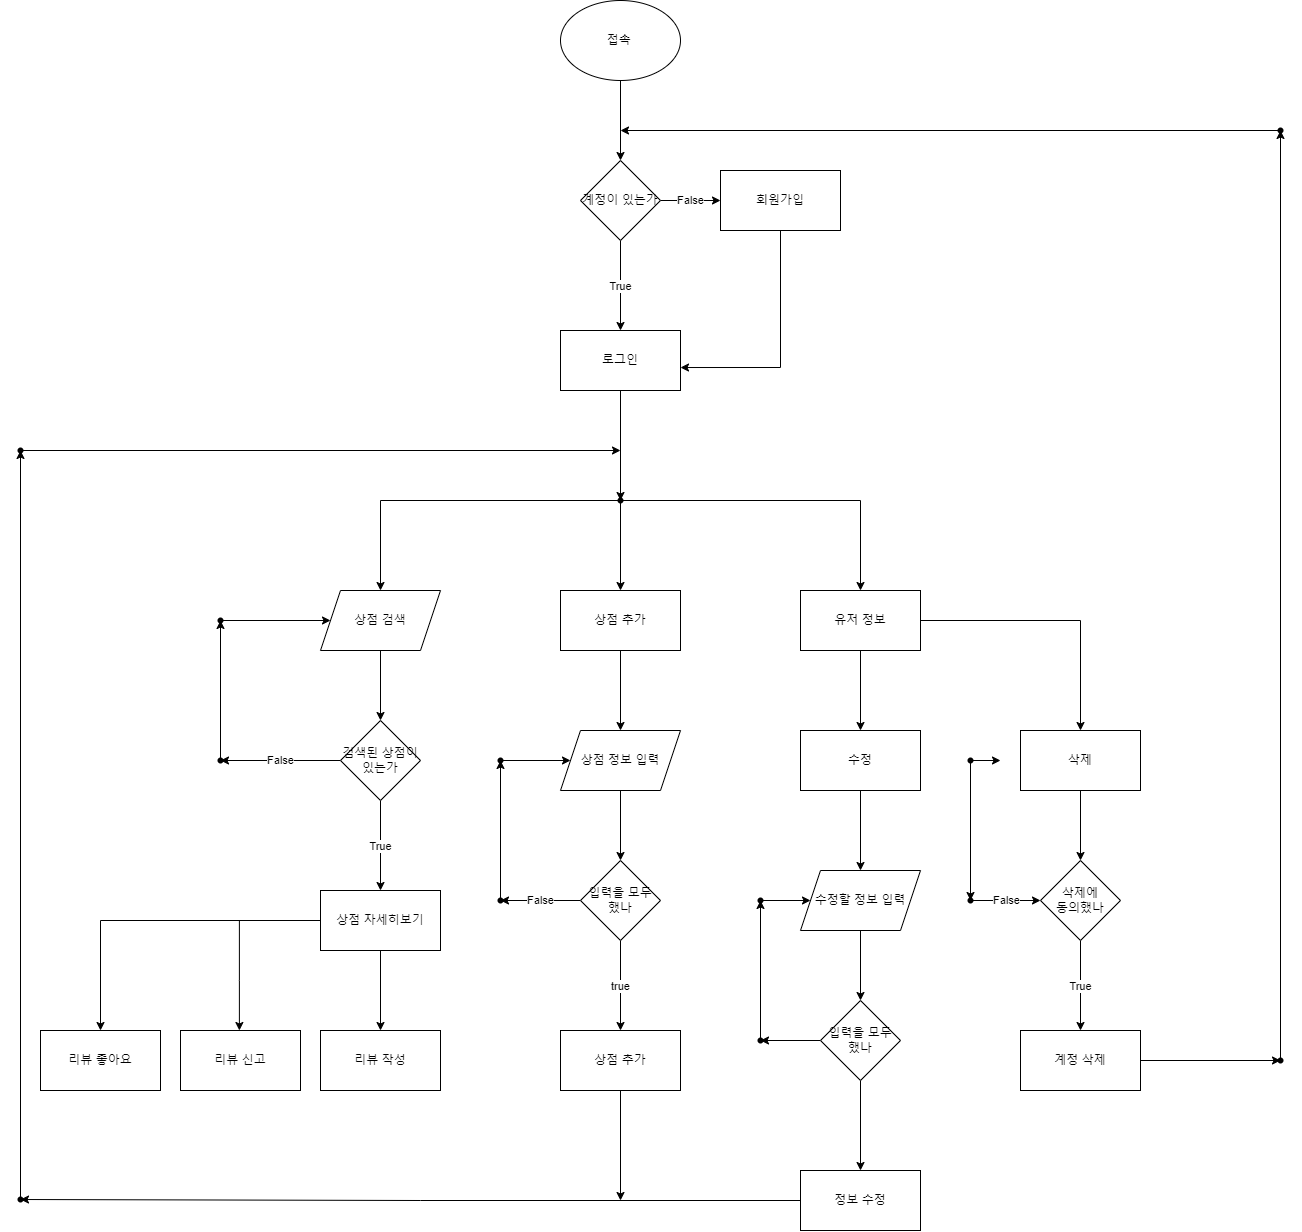 접속
계정이 있는가
False
회원가입
True
로그인
상점 검색
상점 추가
유저 정보
검색된 상점이
있는가
False
상점 정보 입력
수정
삭제
True
입력을 모두
했나
False
수정할 정보 입력
삭제에
동의했나
False
상점 자세히보기
true
True
입력을 모두
했나
리뷰 좋아요
리뷰 신고
리뷰 작성
상점 추가
계정 삭제
정보 수정